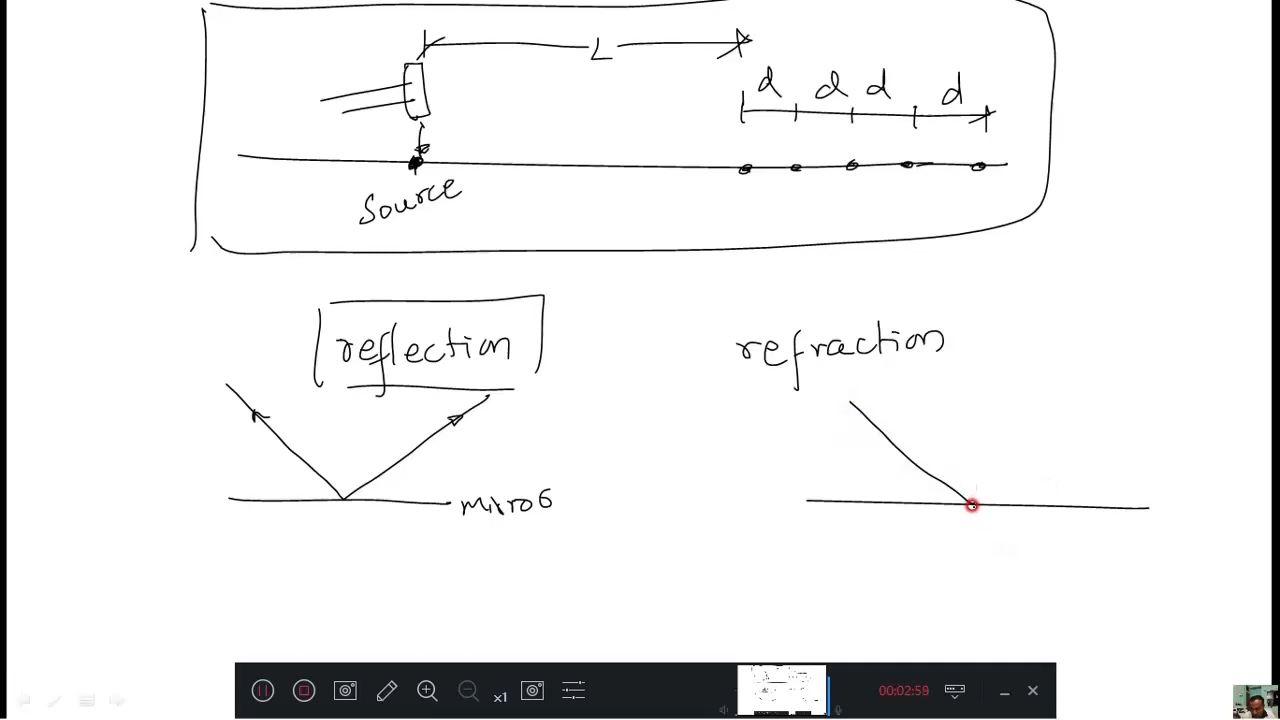 L
d d d d
Source
reflection
refraction
mirror
x1
00:02:59